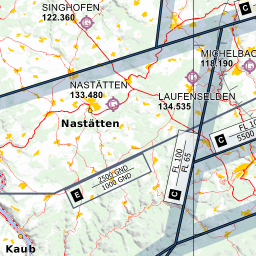 SINGHOFEN
122.360
MICHELBAC
118.190
C
NASTÄTTEN
133.480
LAUFENSELDEN
134.535
Nastätten
C
FL 100
5500
FL 100
FL 65
C
2500 GND
1000 GND
E
Kaub